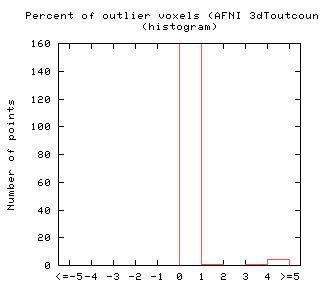 Percent of outlier voxels (AFNI 3dToutcoun
(histogram)
Number of points
160
140
120
100
80
60
40
20
0
<=-5 -4 -3 -2 -1 0 1 2 3 4 >=5